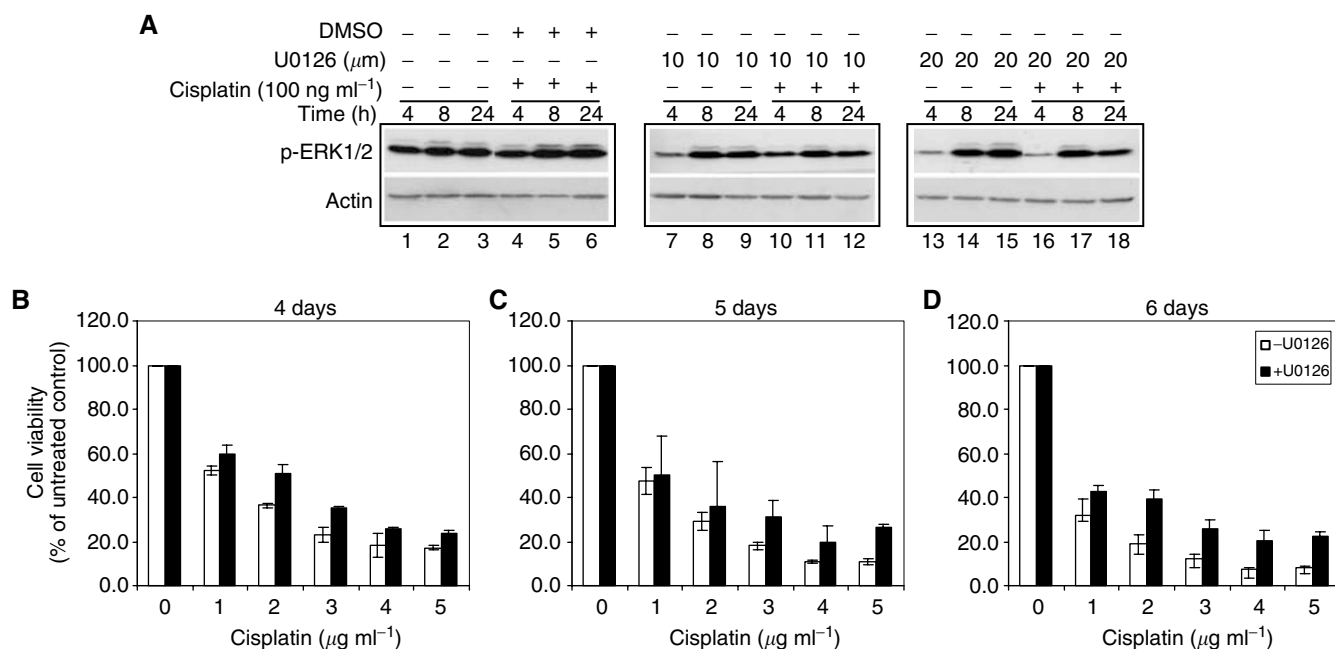 A
DMSO – – – + + + – – – – – – – – – – – –
U0126 (μm) – – – – – – 10 10 10 10 10 10 20 20 20 20 20 20
Cisplatin (100 ng ml⁻¹) – – – + + + – – – + + + – – – + + +
Time (h) 4 8 24 4 8 24 4 8 24 4 8 24 4 8 24 4 8 24
p-ERK1/2
Actin
1 2 3 4 5 6 7 8 9 10 11 12 13 14 15 16 17 18
B
4 days
Cell viability
(% of untreated control)
120.0
100.0
80.0
60.0
40.0
20.0
0.0
0 1 2 3 4 5
Cisplatin (μg ml⁻¹)
C
5 days
120.0
100.0
80.0
60.0
40.0
20.0
0.0
0 1 2 3 4 5
Cisplatin (μg ml⁻¹)
D
6 days
–U0126
+U0126
120.0
100.0
80.0
60.0
40.0
20.0
0.0
0 1 2 3 4 5
Cisplatin (μg ml⁻¹)